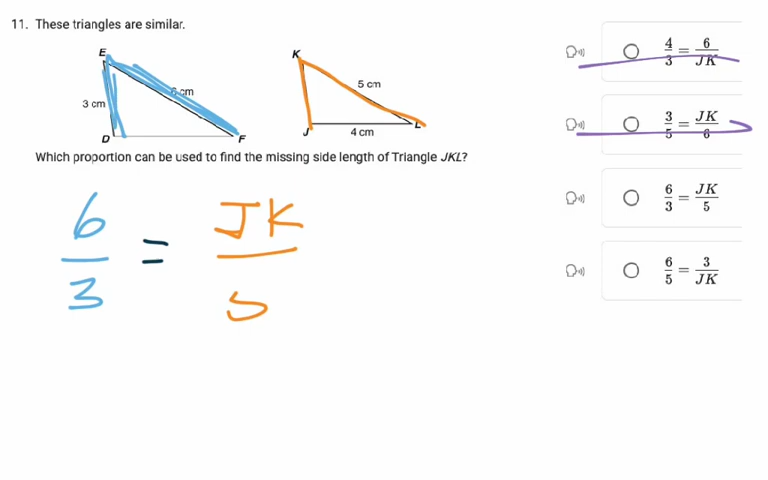 11. These triangles are similar.
E
6 cm
3 cm
D
F
K
5 cm
J
4 cm
L
Which proportion can be used to find the missing side length of Triangle JKL?
6/3 = JK/5
4/3 = 6/JK
3/5 = JK/6
6/3 = JK/5
6/5 = 3/JK